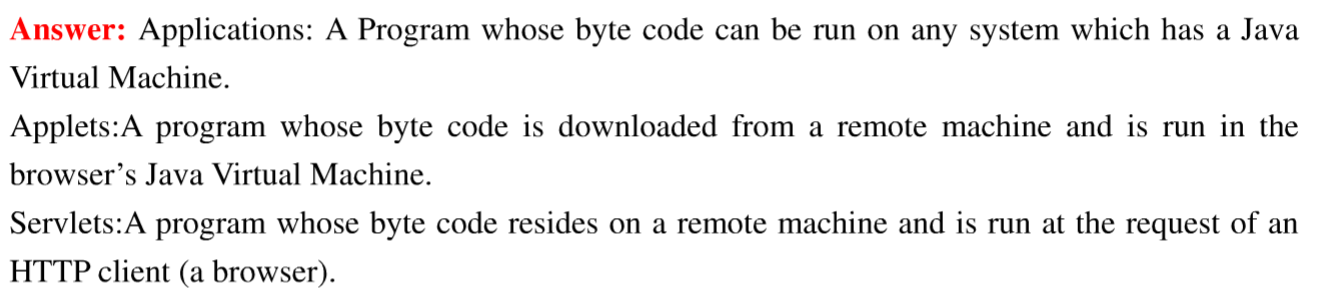 Answer: Applications: A Program whose byte code can be run on any system which has a Java
Virtual Machine.
Applets:A program whose byte code is downloaded from a remote machine and is run in the
browser’s Java Virtual Machine.
Servlets:A program whose byte code resides on a remote machine and is run at the request of an
HTTP client (a browser).